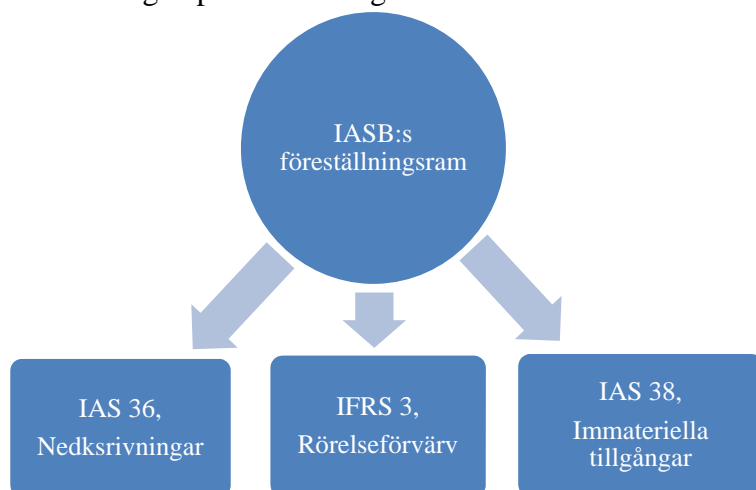 IASB:s
föreställningsram
IAS 36,
Nedksrivningar
IFRS 3,
Rörelseförvärv
IAS 38,
Immateriella
tillgångar